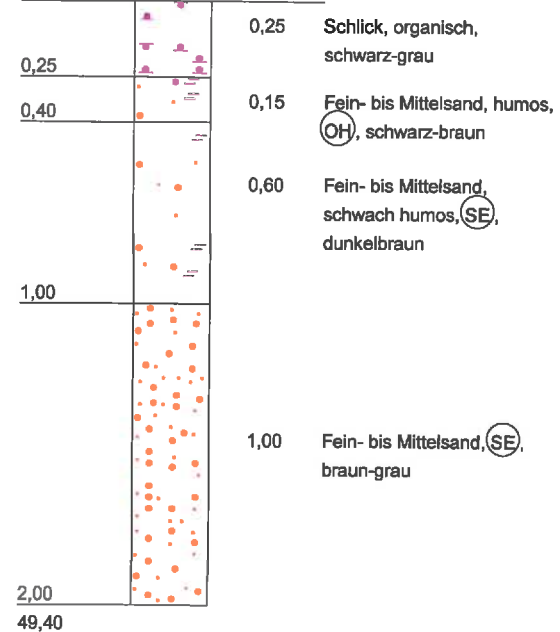 0,25 Schlick, organisch,
schwarz-grau
0,25
0,15 Fein- bis Mittelsand, humos,
0,40
OH, schwarz-braun
0,60 Fein- bis Mittelsand,
schwach humos, SE,
dunkelbraun
1,00
1,00 Fein- bis Mittelsand, SE,
braun-grau
2,00
49,40